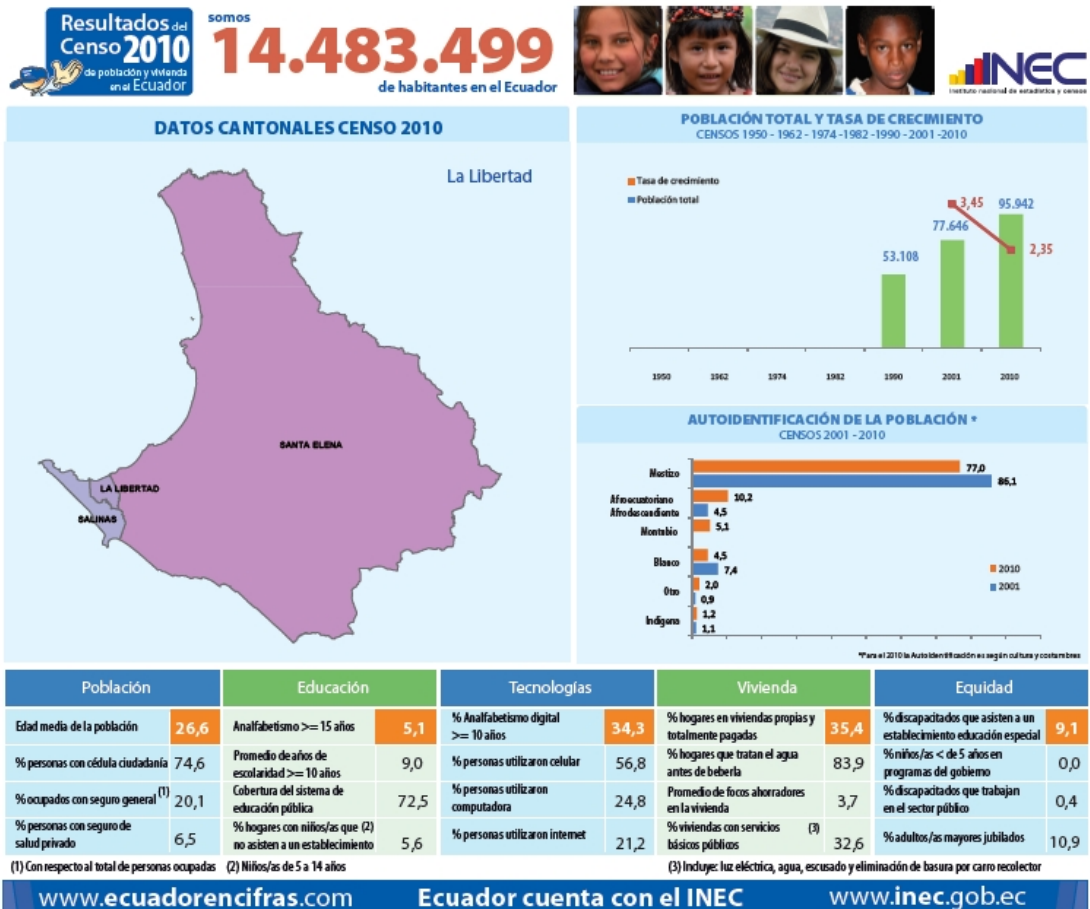 Resultados del
Censo 2010
de población y vivienda
en el Ecuador
somos
14.483.499
de habitantes en el Ecuador
INEC
instituto nacional de estadística y censos
DATOS CANTONALES CENSO 2010
La Libertad
SANTA ELENA
LA LIBERTAD
SALINAS
POBLACIÓN TOTAL Y TASA DE CRECIMIENTO
CENSOS 1950 - 1962 - 1974 -1982 -1990 - 2001 -2010
Tasa de crecimiento
Población total
3,45
95.942
77.646
2,35
53.108
1950 1962 1974 1982 1990 2001 2010
AUTOIDENTIFICACIÓN DE LA POBLACIÓN *
CENSOS 2001 - 2010
Mestizo 77,0
86,1
Afroecuatoriano 10,2
Afrodescendiente 4,5
Montubio 5,1
Blanco 4,5
7,4
Otro 2,0
0,9
Indígena 1,2
1,1
2010
2001
*Para el 2010 la Autoidentificación es según cultura y costumbres
Población
Edad media de la población 26,6
% personas con cédula ciudadanía 74,6
% ocupados con seguro general (1) 20,1
% personas con seguro de
salud privado 6,5
Educación
Analfabetismo >= 15 años 5,1
Promedio de años de
escolaridad >= 10 años 9,0
Cobertura del sistema de
educación pública 72,5
% hogares con niños/as que (2)
no asisten a un establecimiento 5,6
Tecnologías
% Analfabetismo digital
>= 10 años 34,3
% personas utilizaron celular 56,8
% personas utilizaron
computadora 24,8
% personas utilizaron internet 21,2
Vivienda
% hogares en viviendas propias y
totalmente pagadas 35,4
% hogares que tratan el agua
antes de beberla 83,9
Promedio de focos ahorradores
en la vivienda 3,7
% viviendas con servicios (3)
básicos públicos 32,6
Equidad
% discapacitados que asisten a un
establecimiento educación especial 9,1
% niños/as < de 5 años en
programas del gobierno 0,0
% discapacitados que trabajan
en el sector público 0,4
% adultos/as mayores jubilados 10,9
(1) Con respecto al total de personas ocupadas (2) Niños/as de 5 a 14 años
(3) Incluye: luz eléctrica, agua, escusado y eliminación de basura por carro recolector
www.ecuadorencifras.com Ecuador cuenta con el INEC www.inec.gob.ec